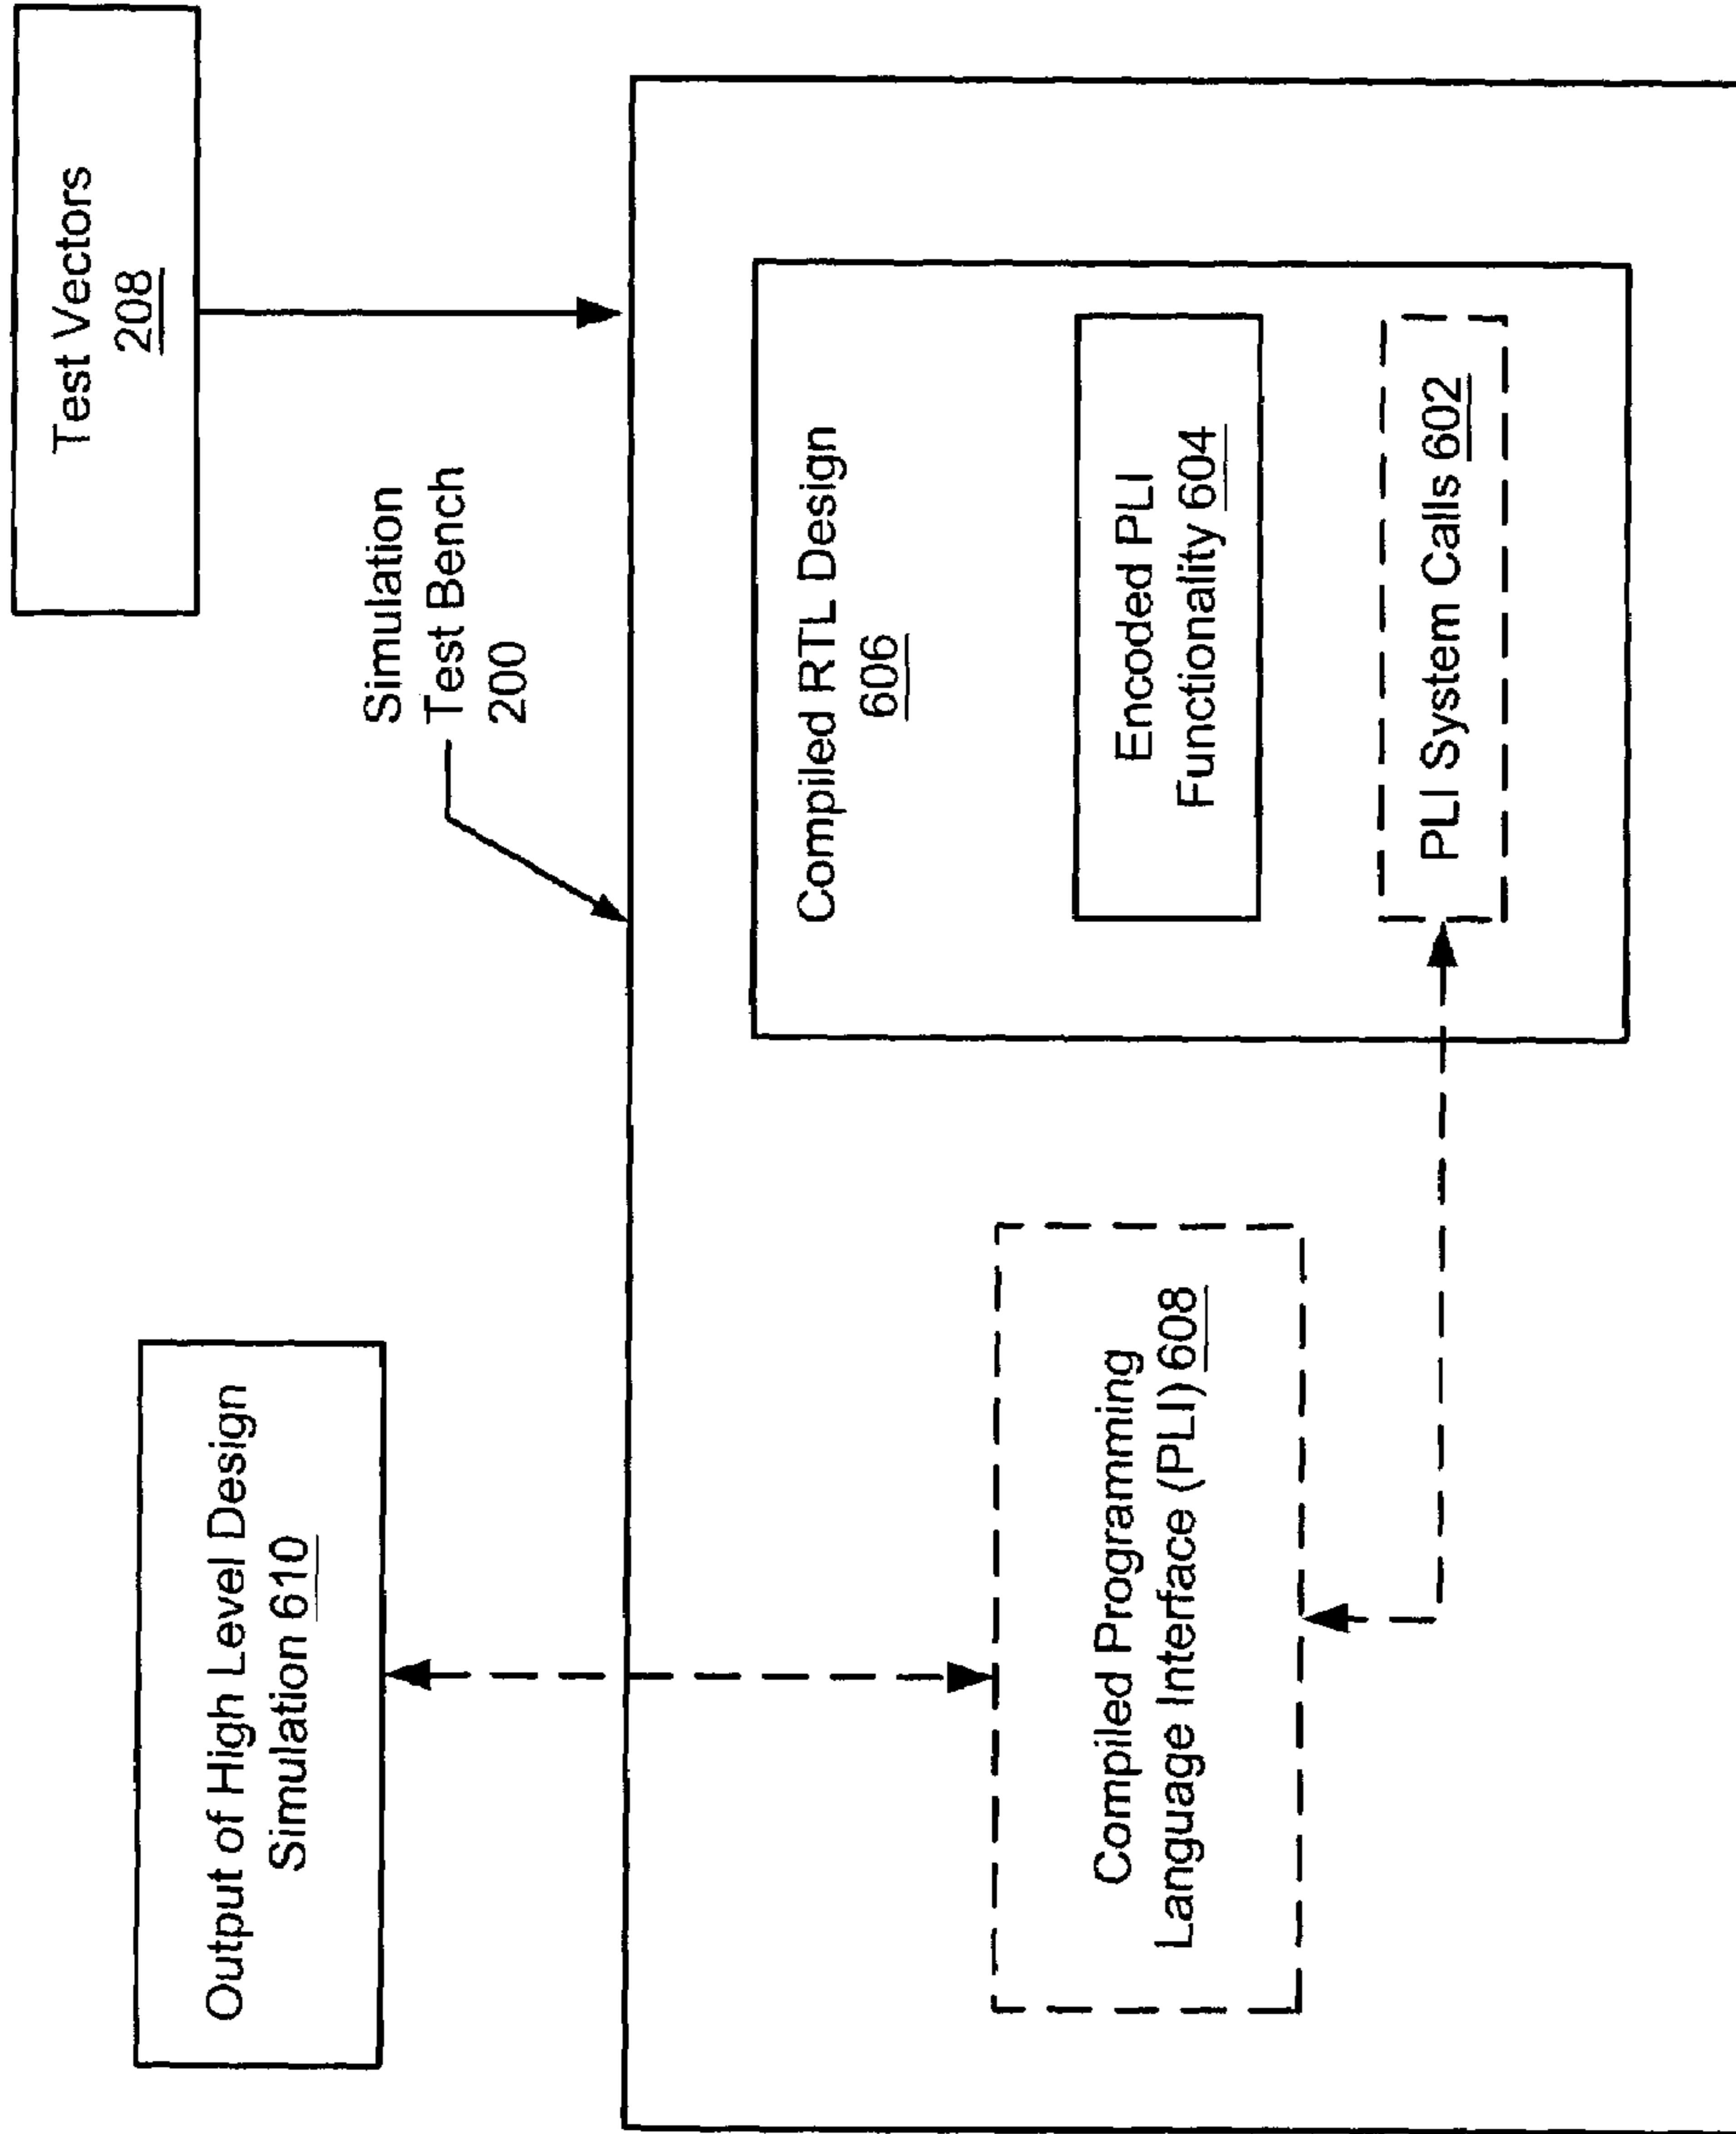 Output of High Level Design
Simulation 610
Test Vectors
208
Simulation
Test Bench
200
Compiled Programming
Language Interface (PLI) 608
Compiled RTL Design
606
Encoded PLI
Functionality 604
PLI System Calls 602